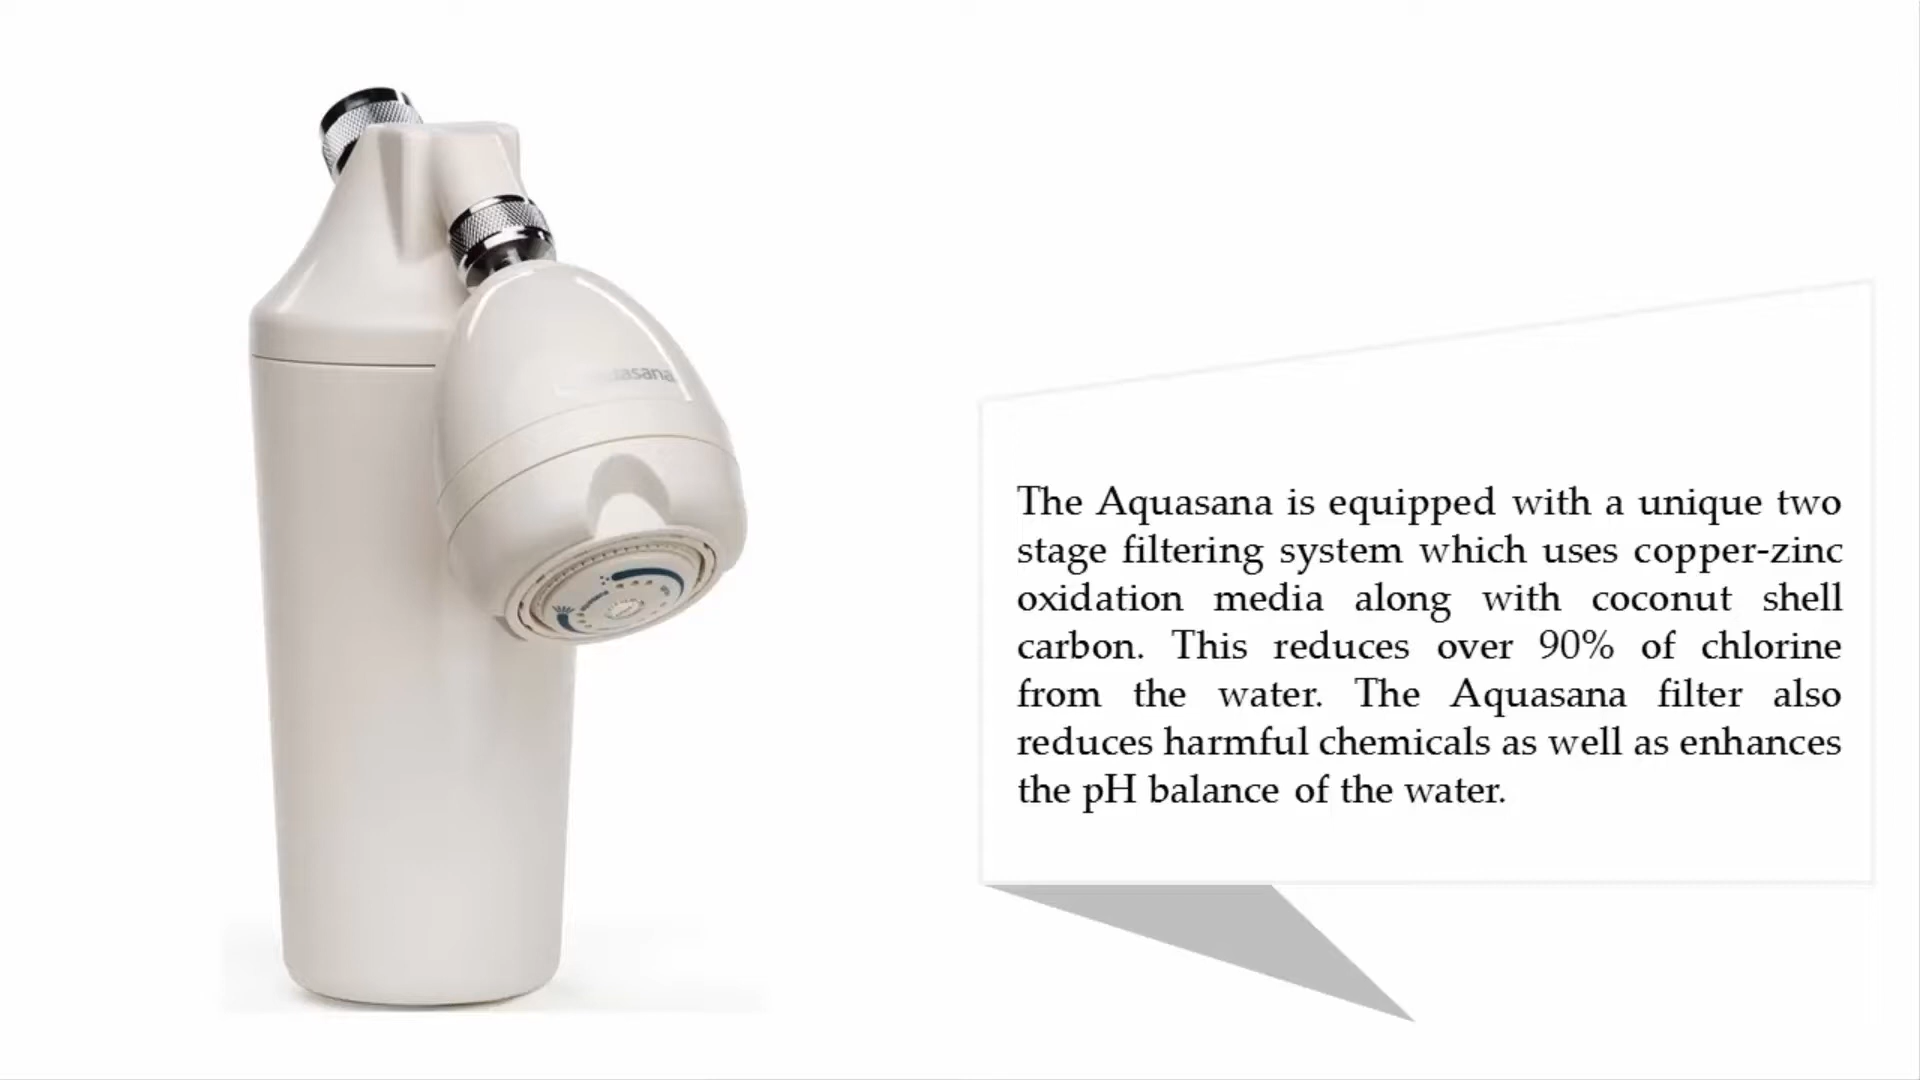 The Aquasana is equipped with a unique two
stage filtering system which uses copper-zinc
oxidation media along with coconut shell
carbon. This reduces over 90% of chlorine
from the water. The Aquasana filter also
reduces harmful chemicals as well as enhances
the pH balance of the water.